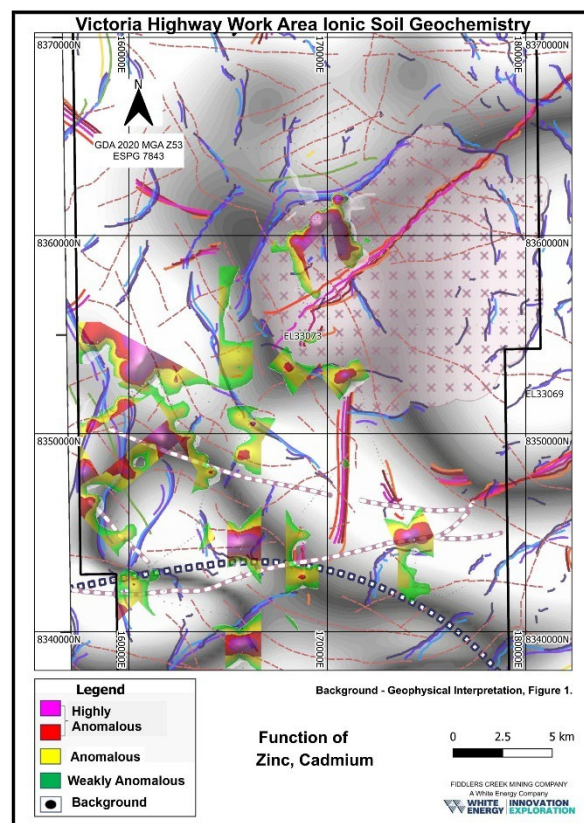 Victoria Highway Work Area Ionic Soil Geochemistry
8370000N
160000E
170000E
180000E
8370000N
N
GDA 2020 MGA Z53
ESPG 7843
8360000N
8360000N
EL33073
EL33069
8350000N
8350000N
8340000N
160000E
170000E
180000E
8340000N
Legend
Highly
Anomalous
Anomalous
Weakly Anomalous
Background
Background - Geophysical Interpretation, Figure 1.
Function of
Zinc, Cadmium
0 2.5 5 km
FIDDLERS CREEK MINING COMPANY
A White Energy Company
WHITE ENERGY
INNOVATION EXPLORATION